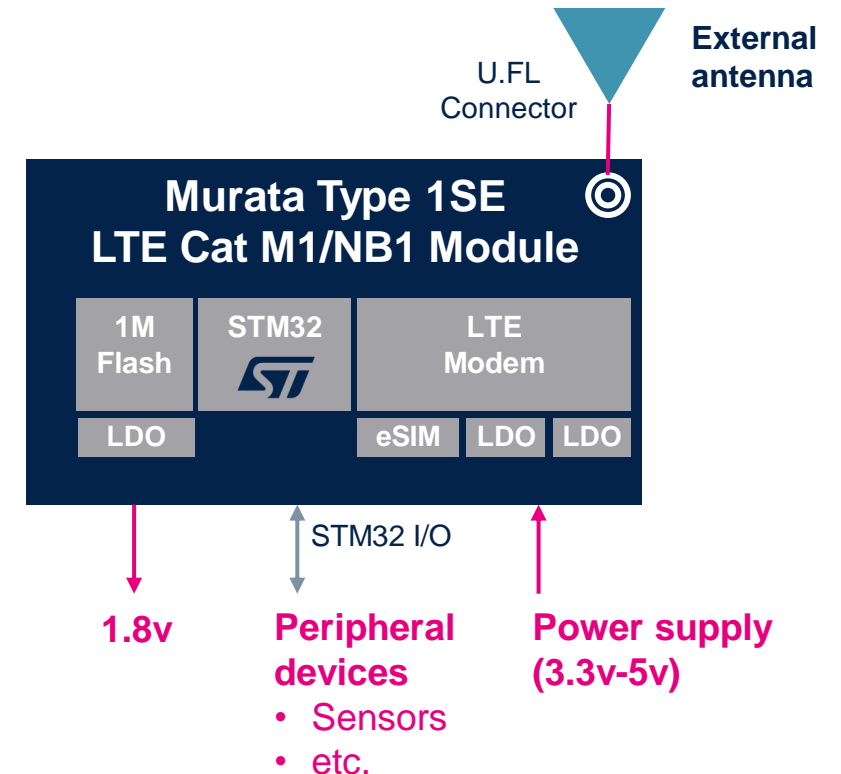 External
antenna
U.FL
Connector
Murata Type 1SE
LTE Cat M1/NB1 Module
1M
Flash
STM32
ST
LTE
Modem
LDO
eSIM
LDO
LDO
STM32 I/O
1.8v
Peripheral
devices
• Sensors
• etc.
Power supply
(3.3v-5v)